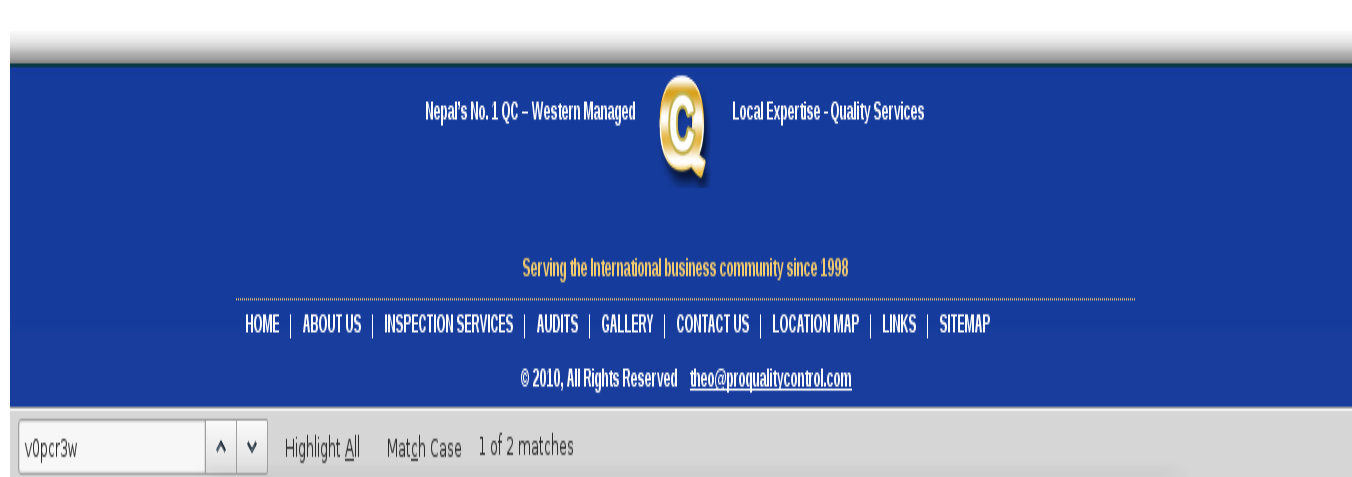 Nepal's No. 1 QC – Western Managed
CQ
Local Expertise - Quality Services
Serving the International business community since 1998
HOME | ABOUT US | INSPECTION SERVICES | AUDITS | GALLERY | CONTACT US | LOCATION MAP | LINKS | SITEMAP
© 2010, All Rights Reserved theo@proqualitycontrol.com
v0pcr3w Highlight All Match Case 1 of 2 matches